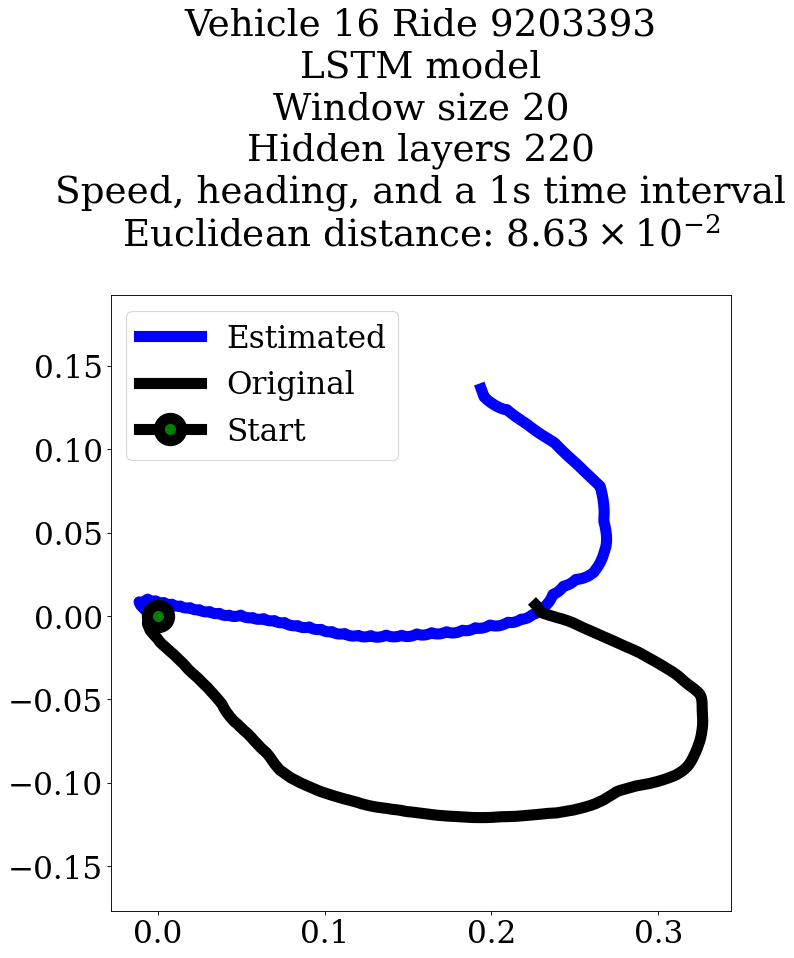 Vehicle 16 Ride 9203393
LSTM model
Window size 20
Hidden layers 220
Speed, heading, and a 1s time interval
Euclidean distance: 8.63 × 10⁻²
Estimated
Original
Start
0.15
0.10
0.05
0.00
−0.05
−0.10
−0.15
0.0 0.1 0.2 0.3